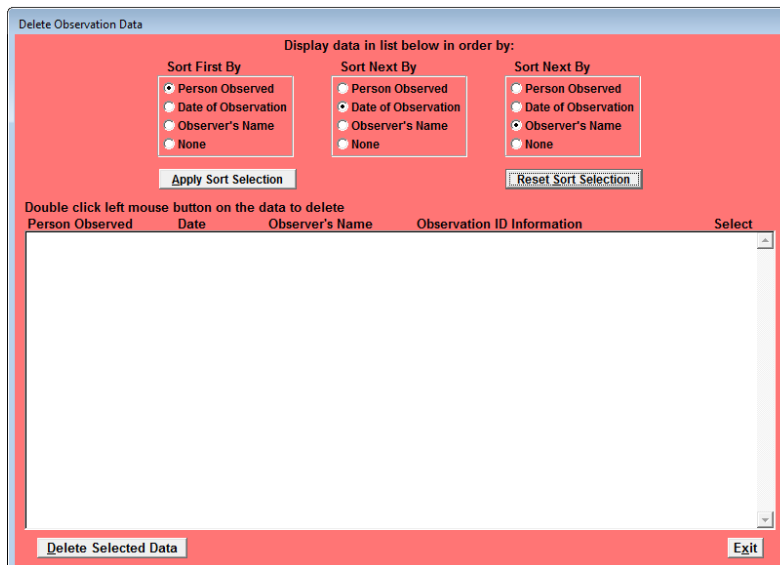 Delete Observation Data
Display data in list below in order by:
Sort First By Sort Next By Sort Next By
Person Observed Person Observed Person Observed
Date of Observation Date of Observation Date of Observation
Observer's Name Observer's Name Observer's Name
None None None
Apply Sort Selection Reset Sort Selection
Double click left mouse button on the data to delete
Person Observed Date Observer's Name Observation ID Information Select
Delete Selected Data Exit